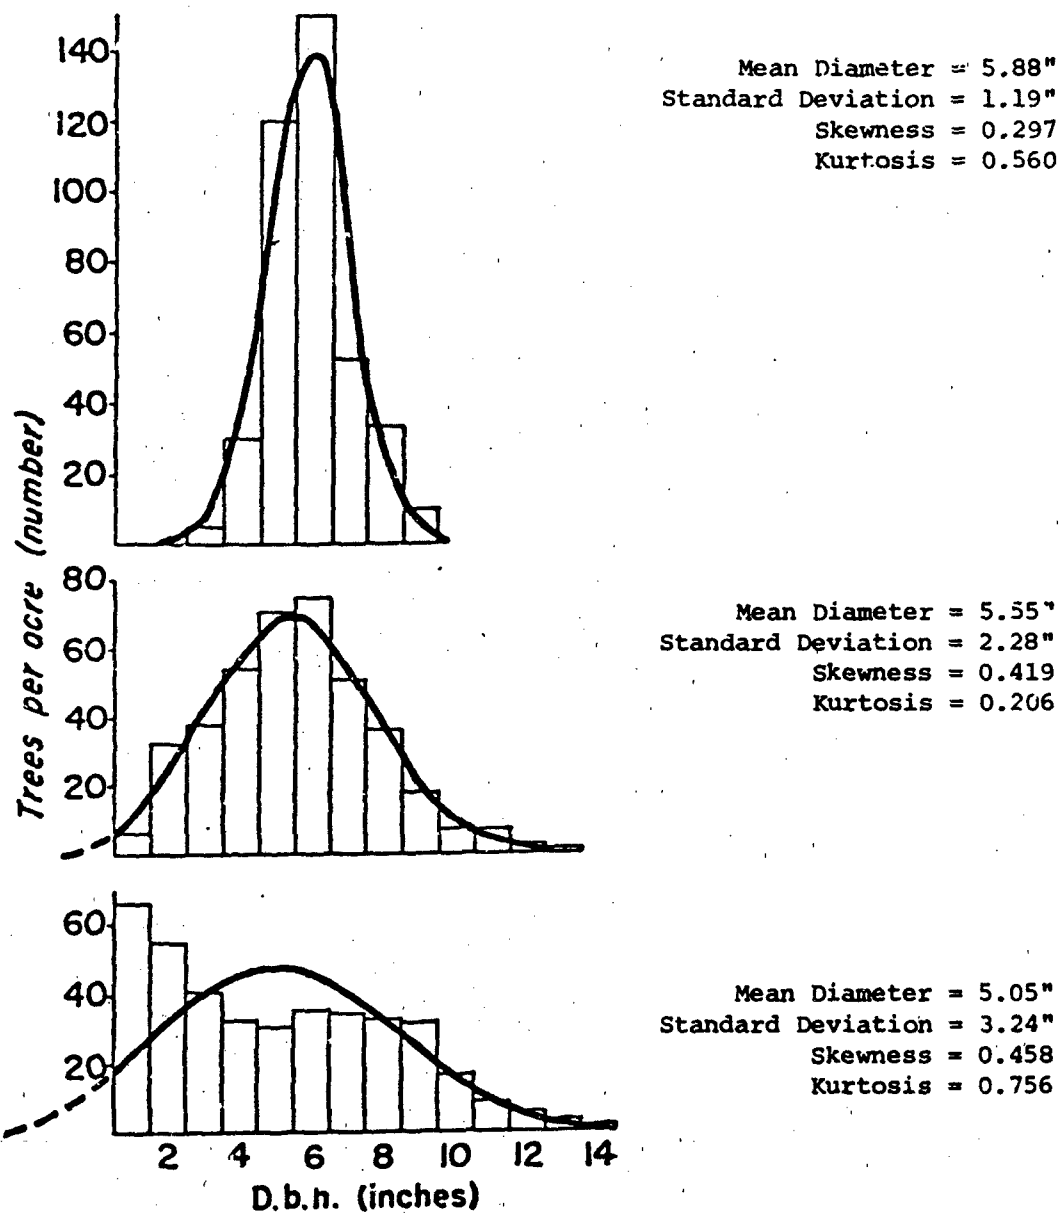 140
120
100
80
60
40
20
Mean Diameter = 5.88"
Standard Deviation = 1.19"
Skewness = 0.297
Kurtosis = 0.560
Trees per acre (number)
80
60
40
20
Mean Diameter = 5.55"
Standard Deviation = 2.28"
Skewness = 0.419
Kurtosis = 0.206
60
40
20
Mean Diameter = 5.05"
Standard Deviation = 3.24"
Skewness = 0.458
Kurtosis = 0.756
2 4 6 8 10 12 14
D.b.h. (inches)